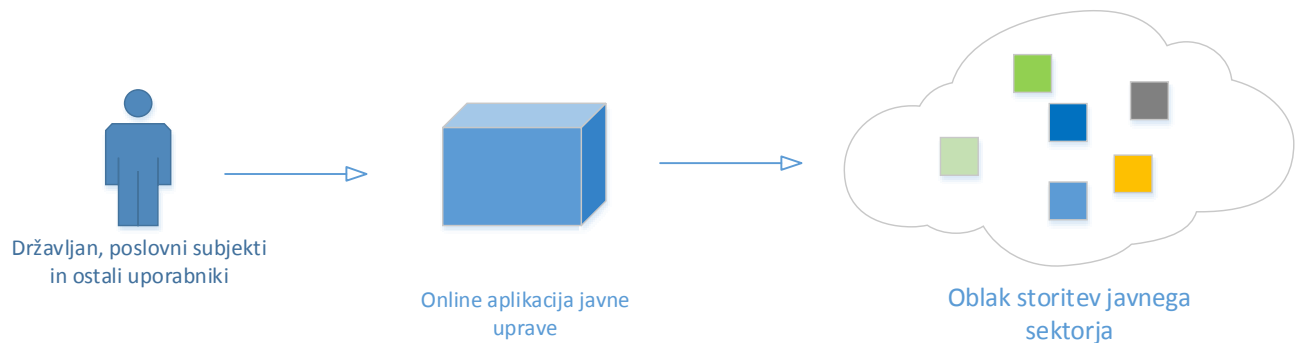 Državljan, poslovni subjekti
in ostali uporabniki
Online aplikacija javne
uprave
Oblak storitev javnega
sektorja